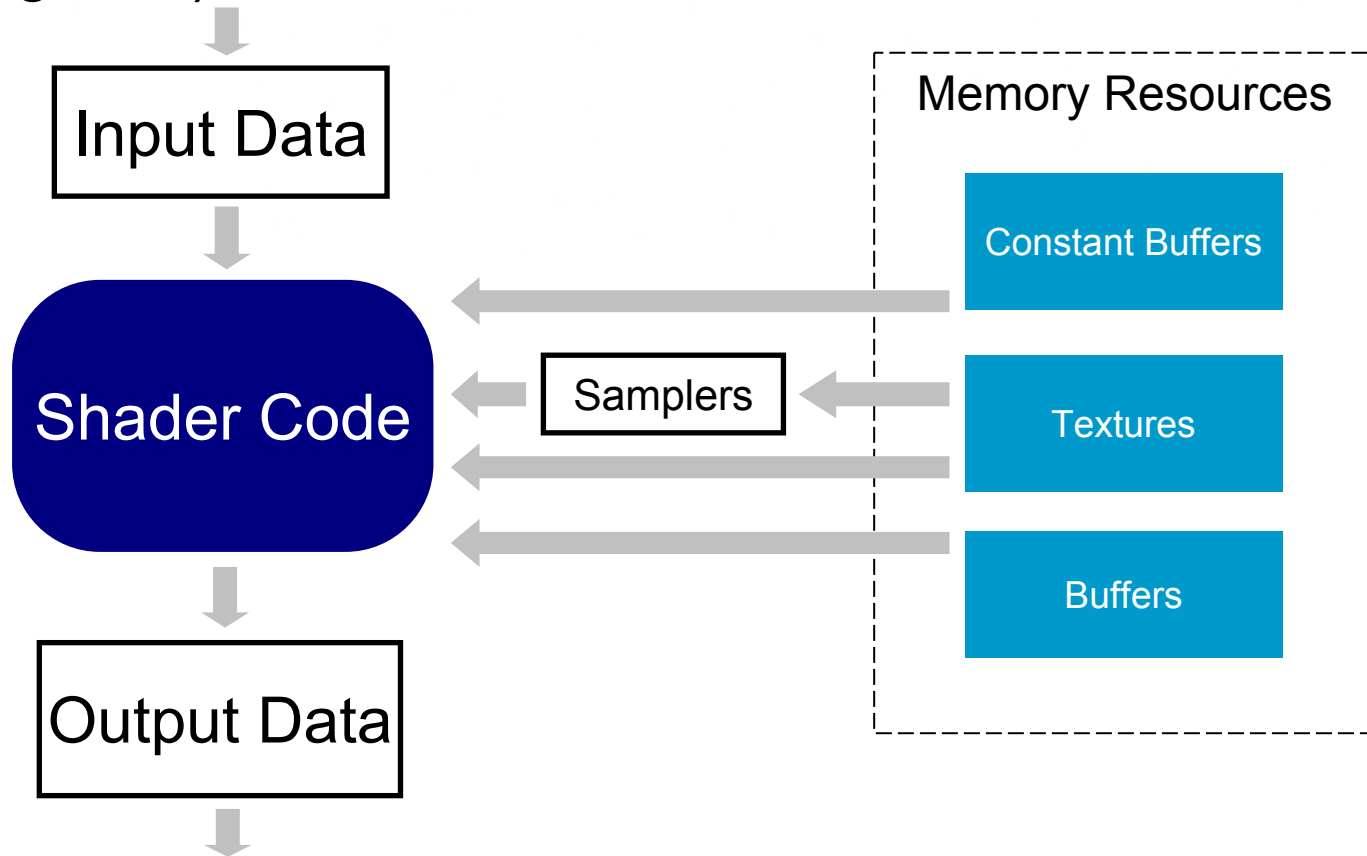 Input Data
Memory Resources
Constant Buffers
Shader Code
Samplers
Textures
Buffers
Output Data